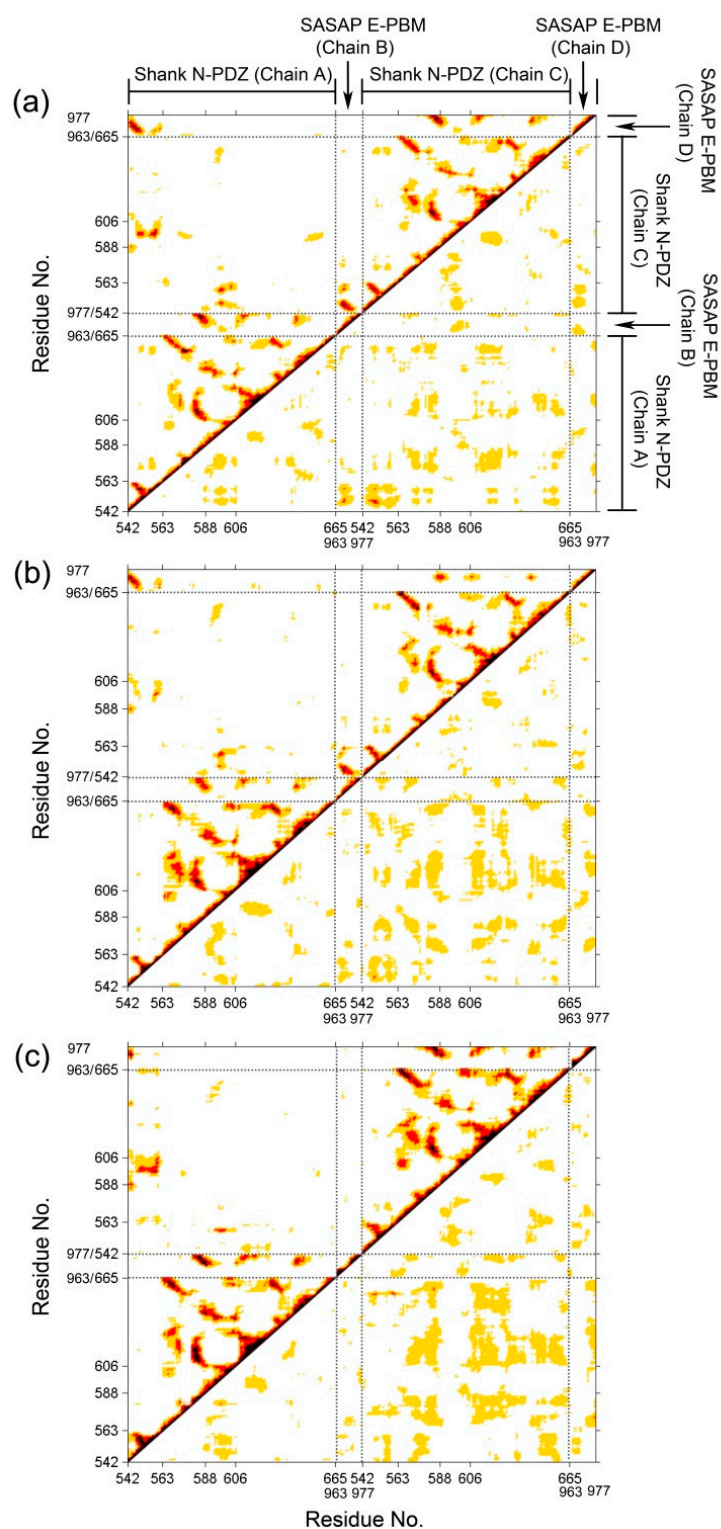 SASAP E-PBM
(Chain B)
SASAP E-PBM
(Chain D)
Shank N-PDZ (Chain A)
Shank N-PDZ (Chain C)
(a)
977
963/665
606
588
563
977/542
963/665
606
588
563
542
Residue No.
SASAP E-PBM
(Chain D)
Shank N-PDZ
(Chain C)
SASAP E-PBM
(Chain B)
Shank N-PDZ
(Chain A)
542 563 588 606 665 542 563 588 606 665
963 977 963 977
(b)
977
963/665
606
588
563
977/542
963/665
606
588
563
542
Residue No.
542 563 588 606 665 542 563 588 606 665
963 977 963 977
(c)
977
963/665
606
588
563
977/542
963/665
606
588
563
542
Residue No.
542 563 588 606 665 542 563 588 606 665
963 977 963 977
Residue No.